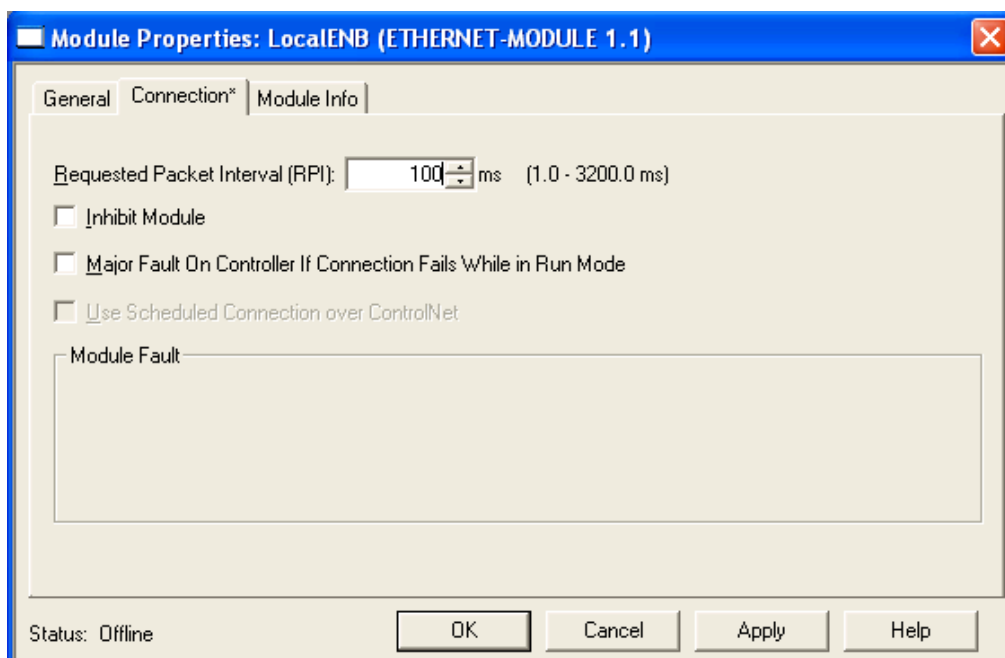 Module Properties: LocalENB (ETHERNET-MODULE 1.1)
General Connection* Module Info
Requested Packet Interval (RPI): 100 ms (1.0 - 3200.0 ms)
Inhibit Module
Major Fault On Controller If Connection Fails While in Run Mode
Use Scheduled Connection over ControlNet
Module Fault
Status: Offline OK Cancel Apply Help